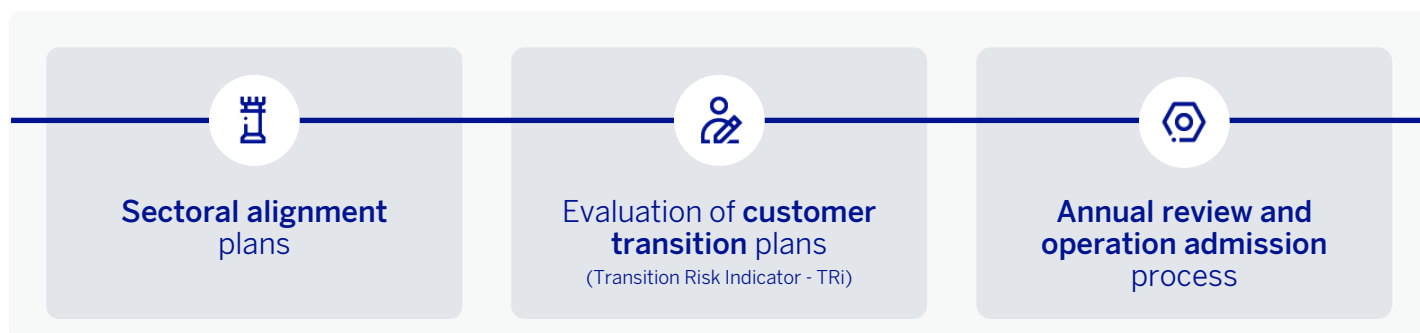 Sectoral alignment
plans
Evaluation of customer
transition plans
(Transition Risk Indicator - TRi)
Annual review and
operation admission
process